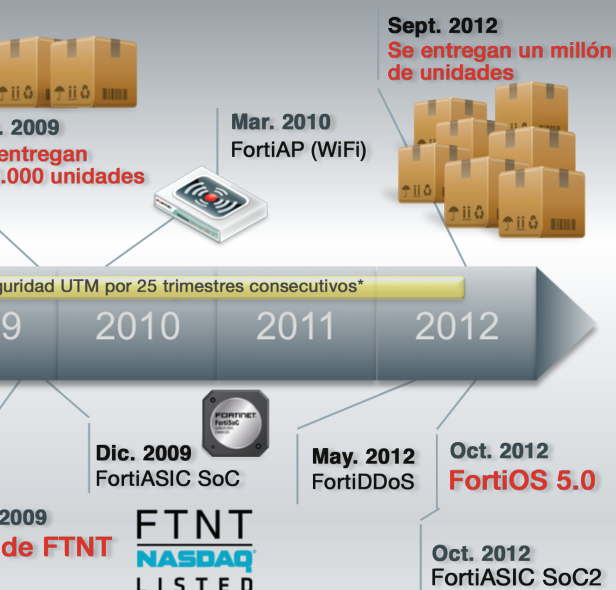 Sept. 2012
Se entregan un millón
de unidades
. 2009
entregan
.000 unidades
Mar. 2010
FortiAP (WiFi)
guridad UTM por 25 trimestres consecutivos*
9
2010
2011
2012
FORTINET
FortiSoC
Dic. 2009
FortiASIC SoC
May. 2012
FortiDDoS
Oct. 2012
FortiOS 5.0
2009
de FTNT
FTNT
NASDAQ
LISTED
Oct. 2012
FortiASIC SoC2